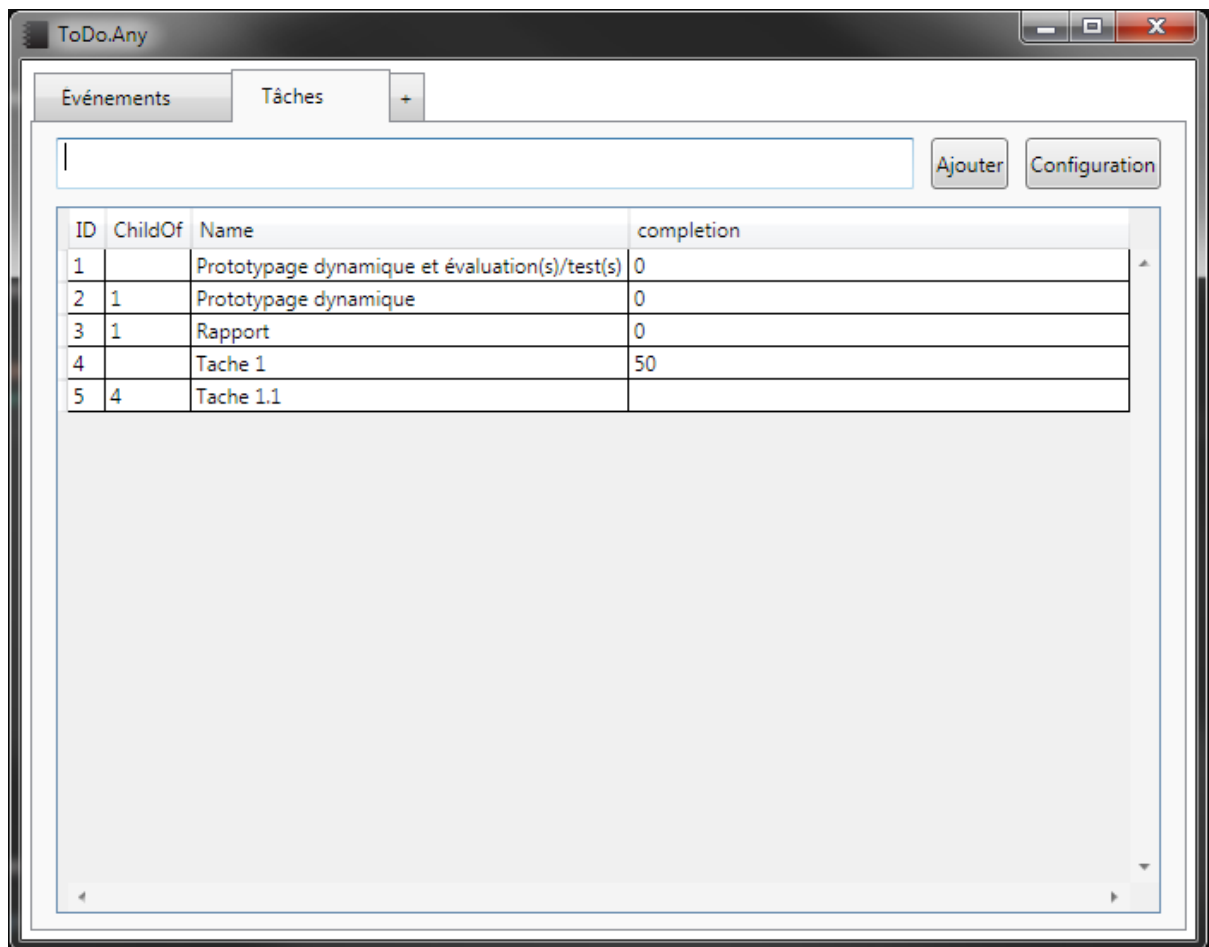 ToDo.Any
Événements Tâches +
Ajouter Configuration
ID ChildOf Name completion
1 Prototypage dynamique et évaluation(s)/test(s) 0
2 1 Prototypage dynamique 0
3 1 Rapport 0
4 Tache 1 50
5 4 Tache 1.1